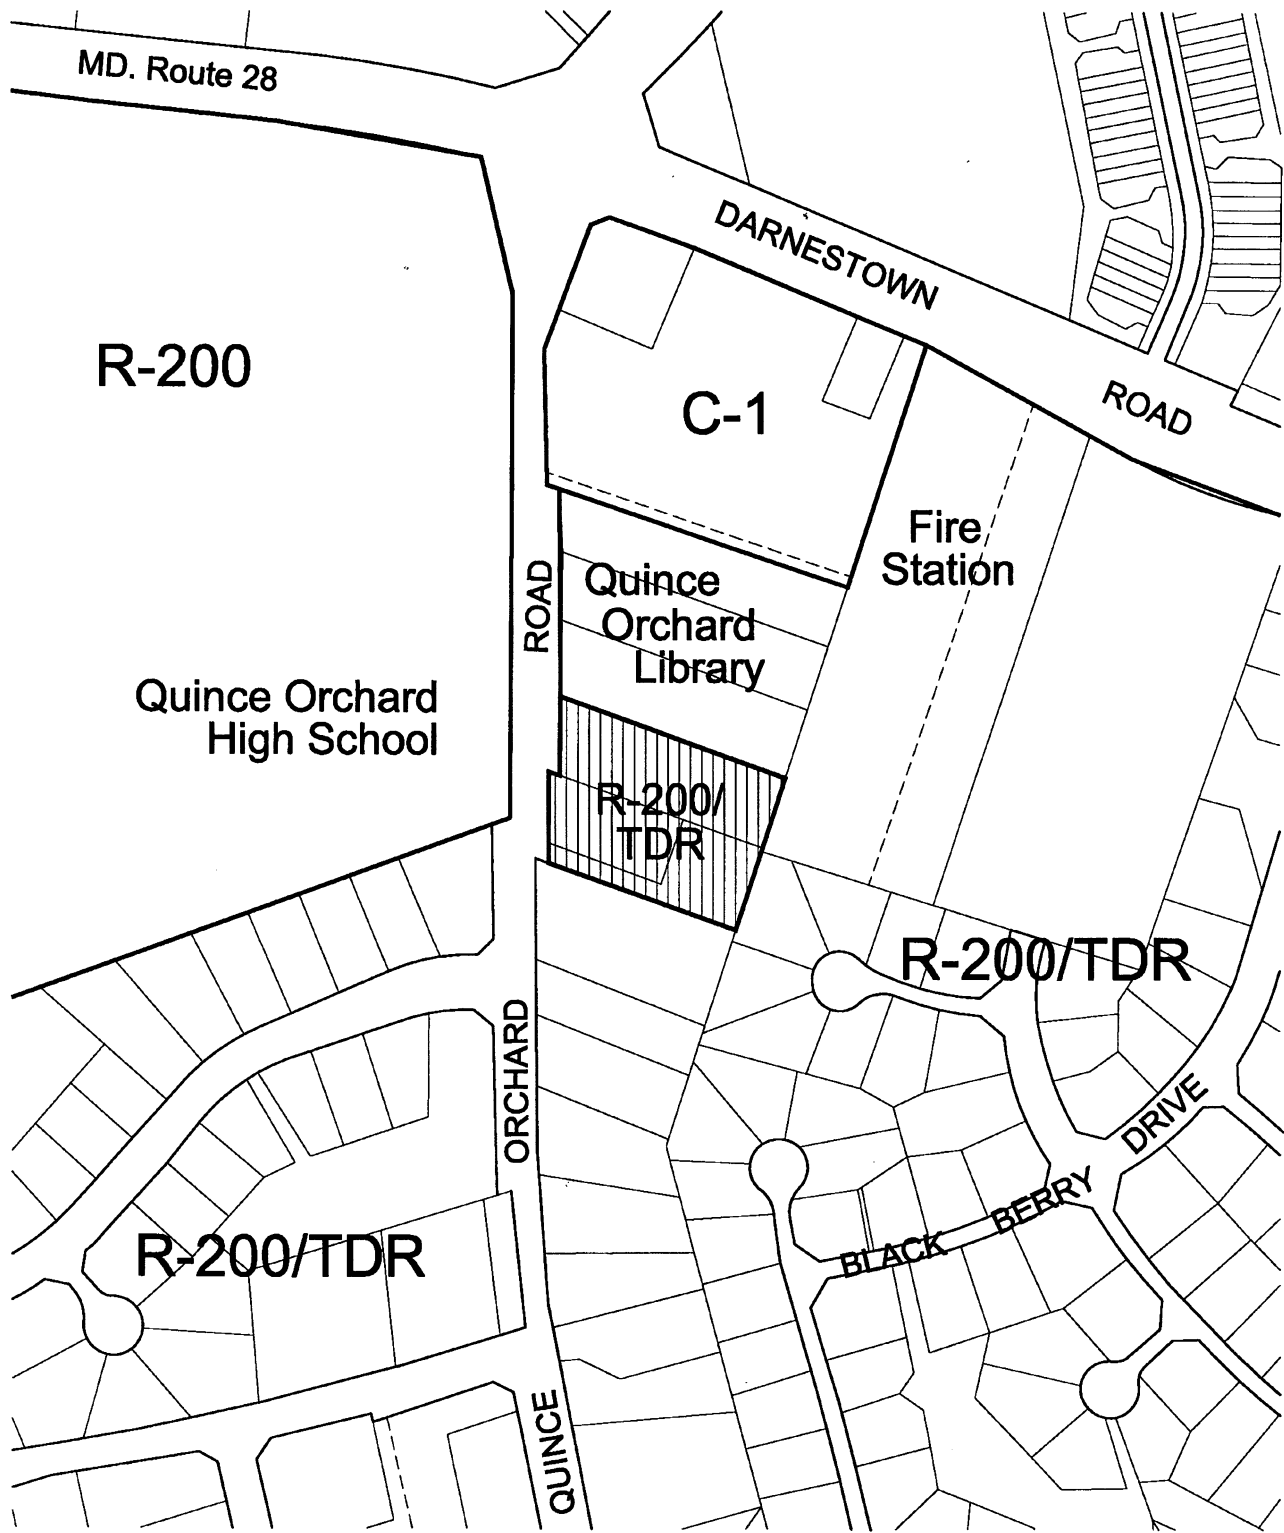 MD. Route 28
DARNESTOWN
ROAD
R-200
C-1
Fire
Station
ROAD
Quince
Orchard
Library
Quince Orchard
High School
R-200/
TDR
R-200/TDR
ORCHARD
DRIVE
BERRY
BLACK
R-200/TDR
QUINCE